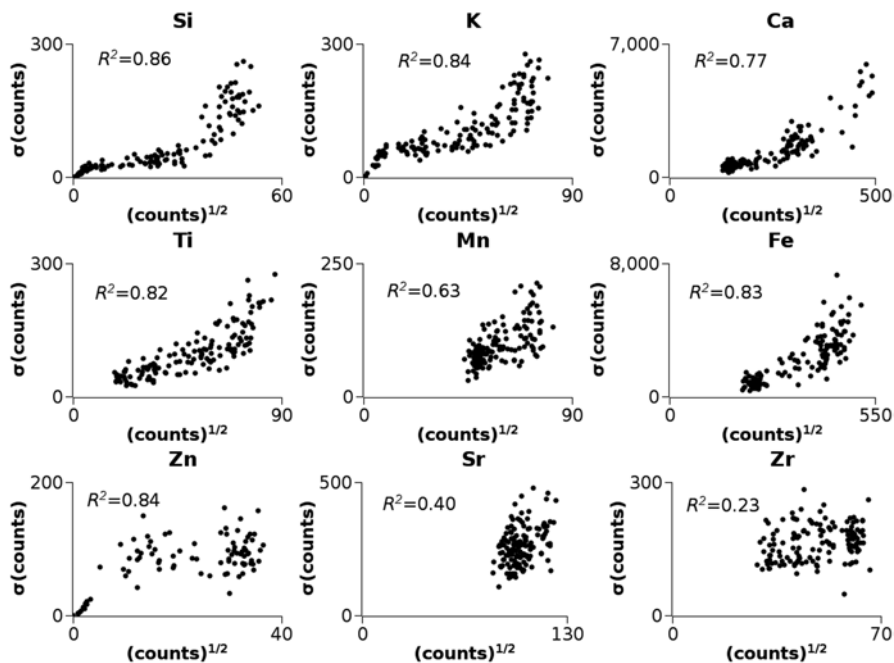 Si
300
R²=0.86
σ(counts)
0
0
60
(counts)¹/²
K
300
R²=0.84
σ(counts)
0
0
90
(counts)¹/²
Ca
7,000
R²=0.77
σ(counts)
0
0
500
(counts)¹/²
Ti
300
R²=0.82
σ(counts)
0
0
90
(counts)¹/²
Mn
250
R²=0.63
σ(counts)
0
0
90
(counts)¹/²
Fe
8,000
R²=0.83
σ(counts)
0
0
550
(counts)¹/²
Zn
200
R²=0.84
σ(counts)
0
0
40
(counts)¹/²
Sr
500
R²=0.40
σ(counts)
0
0
130
(counts)¹/²
Zr
300
R²=0.23
σ(counts)
0
0
70
(counts)¹/²